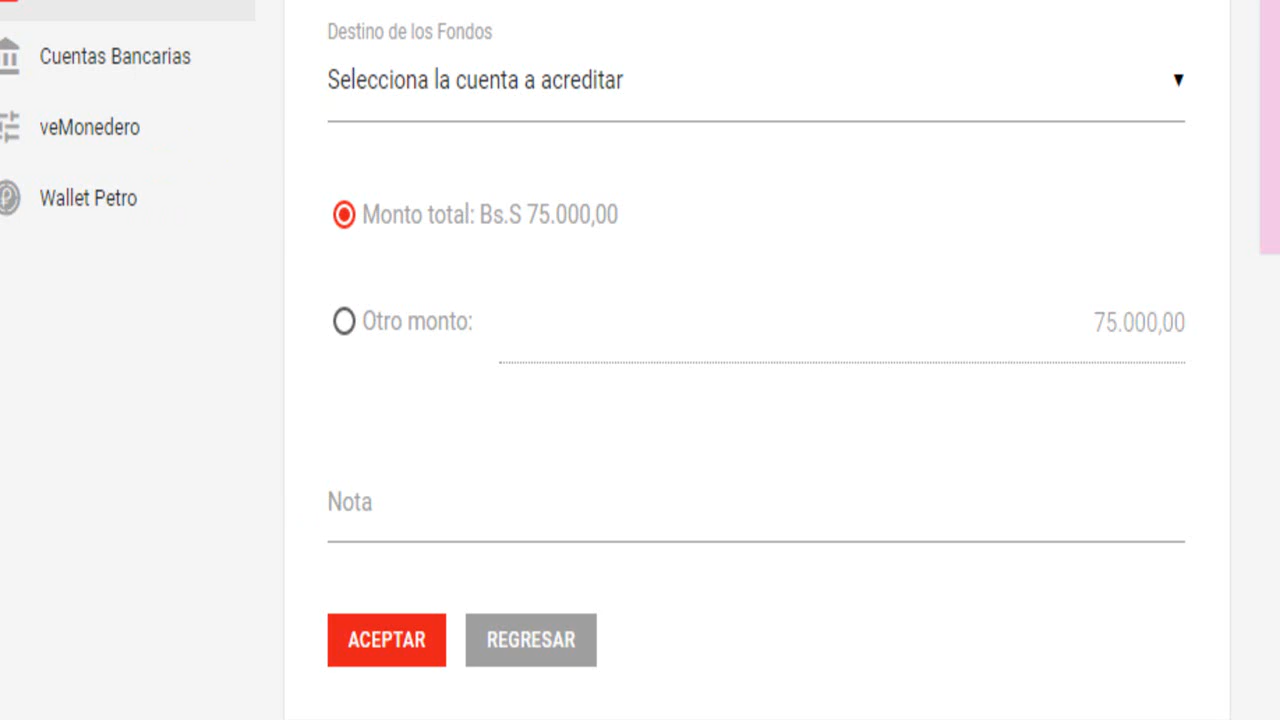 Cuentas Bancarias
veMonedero
Wallet Petro
Destino de los Fondos
Selecciona la cuenta a acreditar
Monto total: Bs.S 75.000,00
Otro monto:
75.000,00
Nota
ACEPTAR
REGRESAR